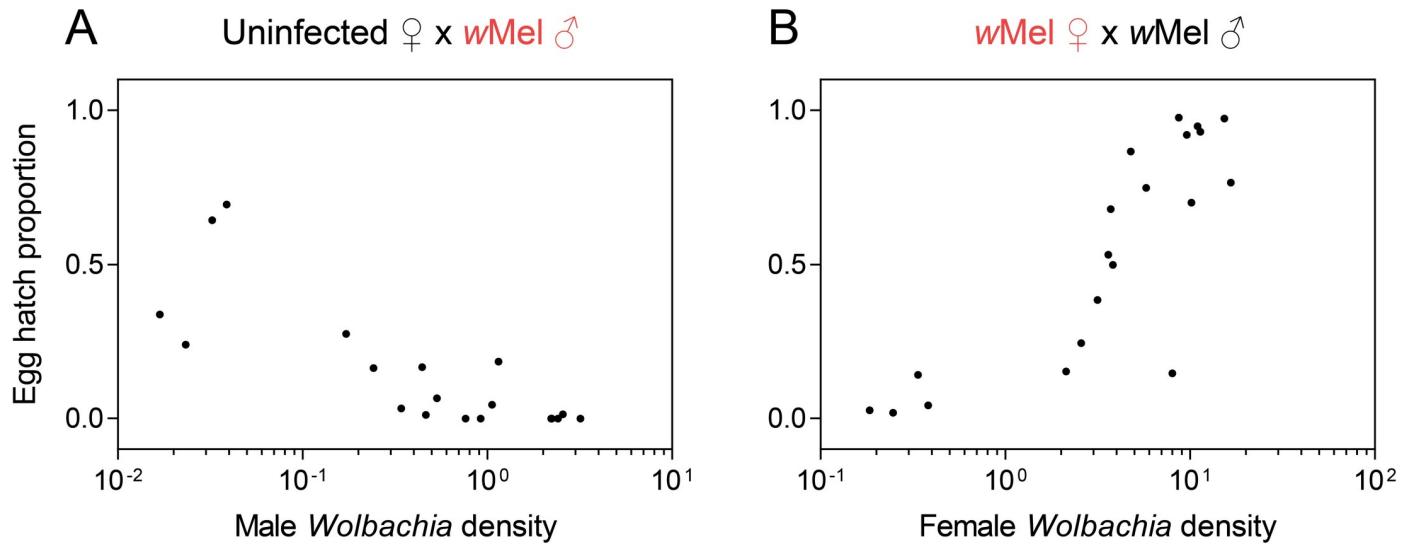 A
Uninfected ♀ x wMel ♂
Egg hatch proportion
1.0
0.5
0.0
10-2
10-1
100
101
Male Wolbachia density
B
wMel ♀ x wMel ♂
1.0
0.5
0.0
10-1
100
101
102
Female Wolbachia density